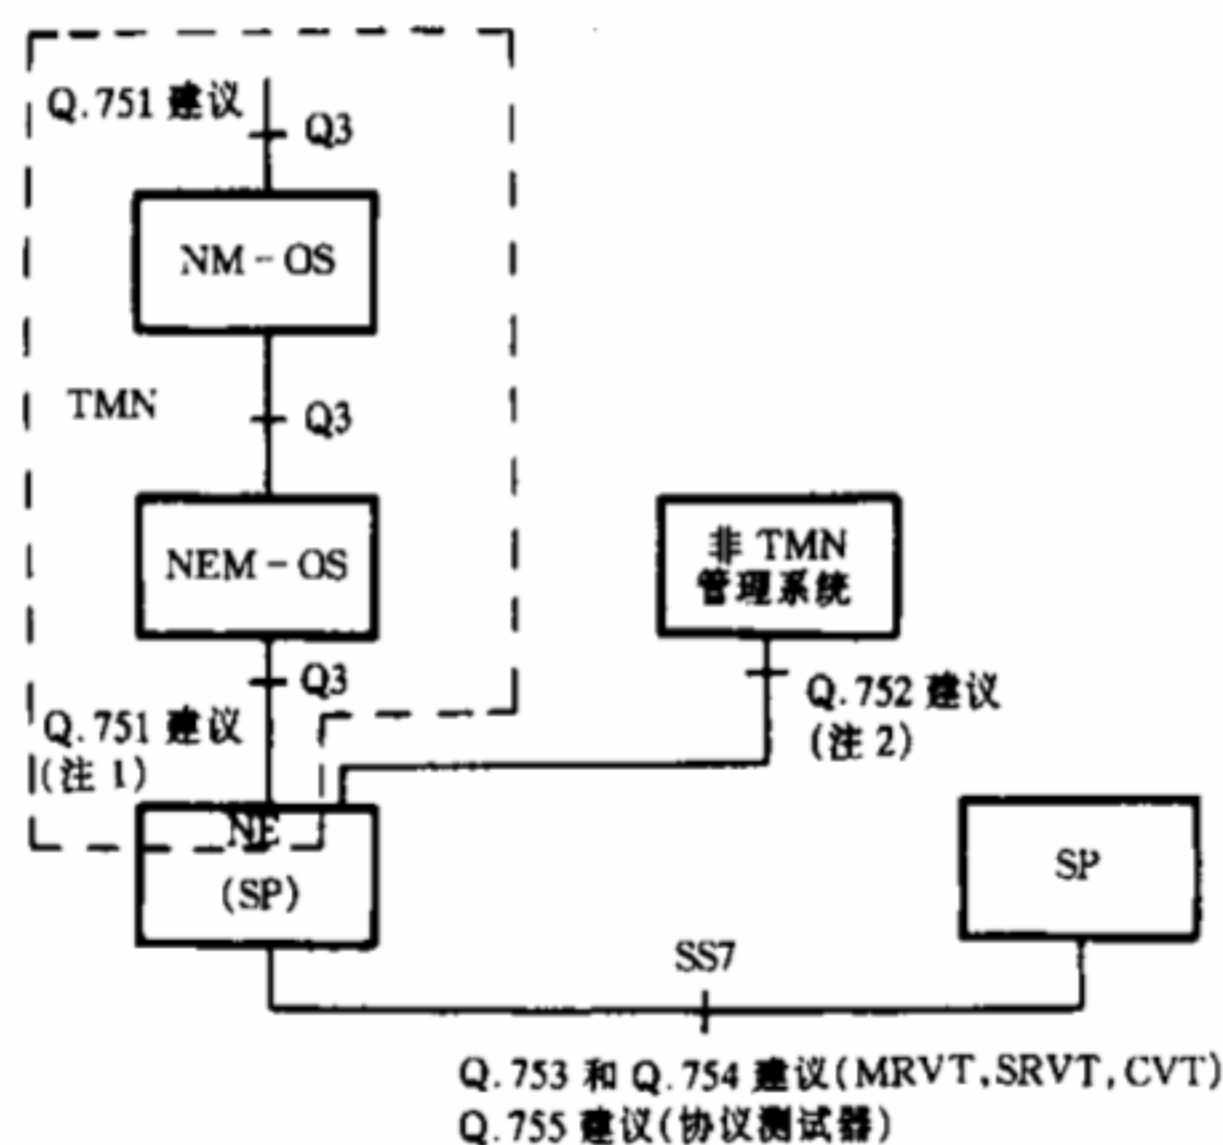 Q.751 建议
Q3
NM-OS
TMN
Q3
NEM-OS
非 TMN
管理系统
Q3
Q.751 建议
(注 1)
Q.752 建议
(注 2)
NE
(SP)
SP
SS7
Q.753 和 Q.754 建议(MRVT,SRVT,CVT)
Q.755 建议(协议测试器)